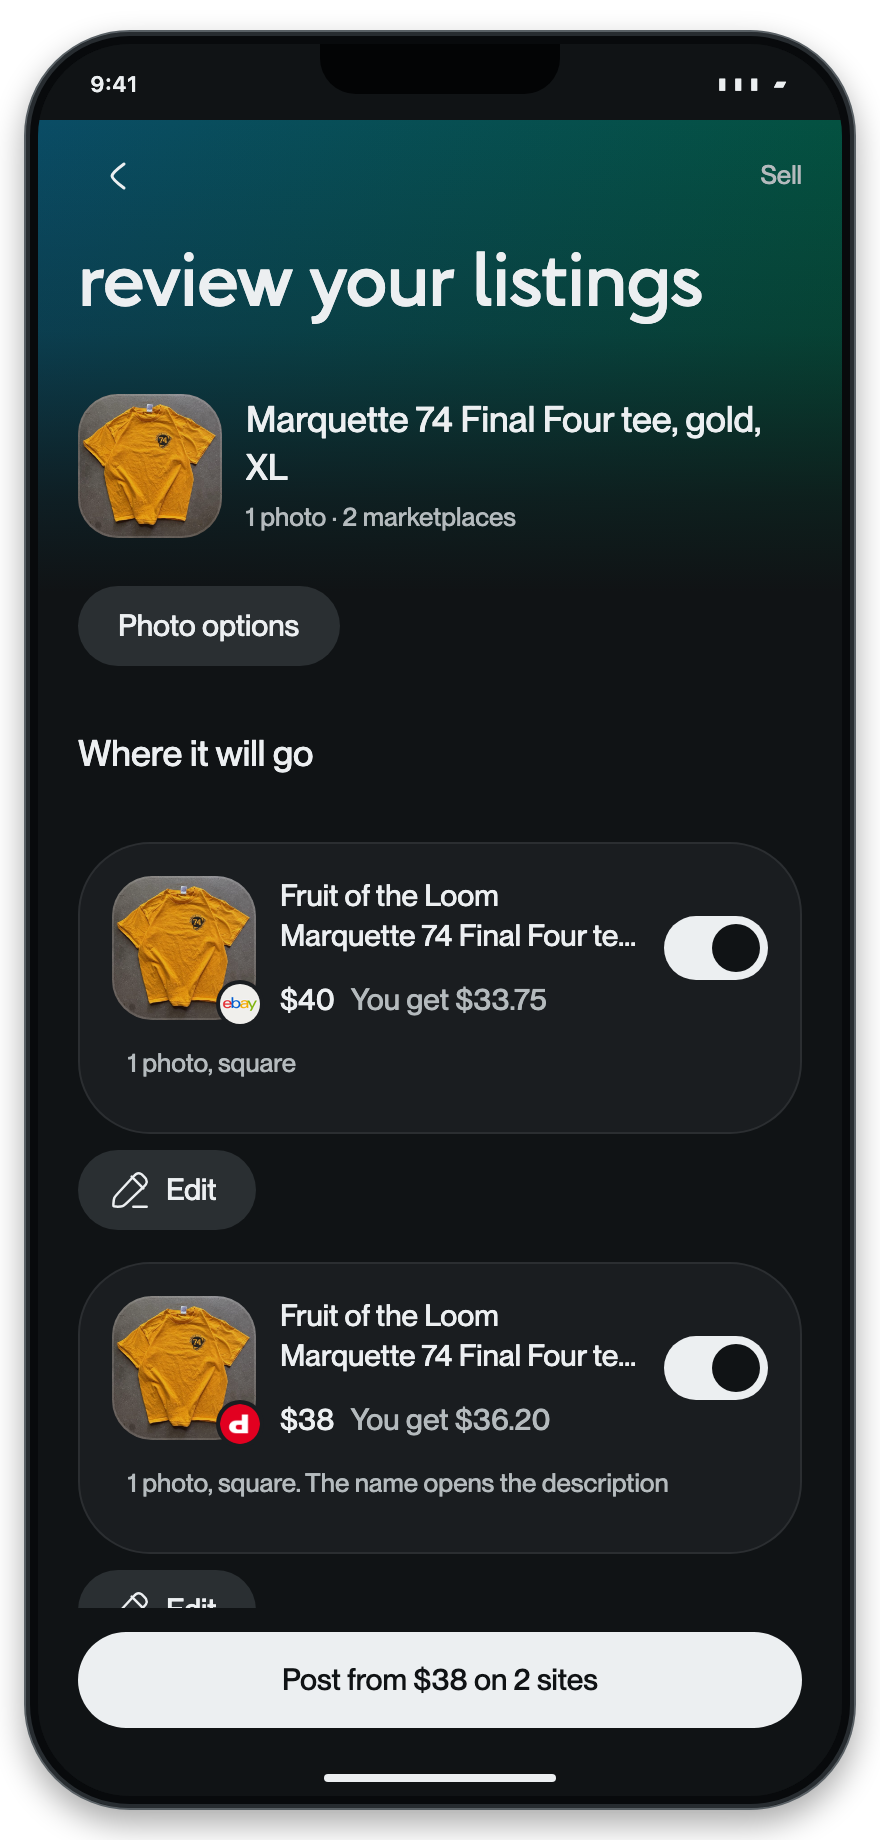 9:41
Sell
review your listings
Marquette 74 Final Four tee, gold,
XL
1 photo · 2 marketplaces
Photo options
Where it will go
74
Fruit of the Loom
Marquette 74 Final Four te...
ebay
$40 You get $33.75
1 photo, square
Edit
74
Fruit of the Loom
Marquette 74 Final Four te...
$38 You get $36.20
1 photo, square. The name opens the description
Edit
Post from $38 on 2 sites